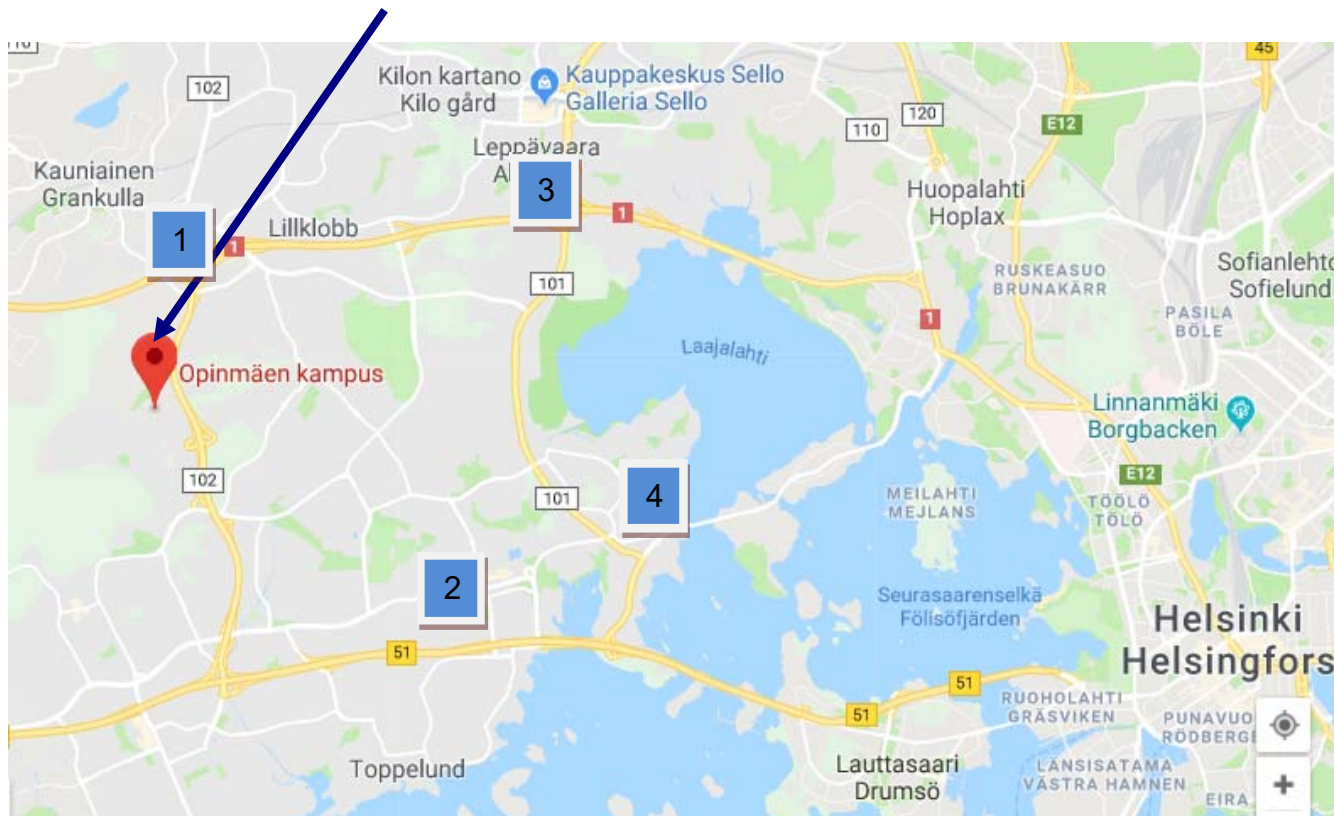 45
102
Kilon kartano
Kilo gård
Kauppakeskus Sello
Galleria Sello
110
120
E12
Leppävaara
3
Kauniainen
Grankulla
Huopalahti
Hoplax
1
1
Lillklobb
1
101
RUSKEASUO
BRUNAKÄRR
Sofianlehto
Sofielund
PASILA
BÖLE
1
Laajalahti
Opinmäen kampus
Linnanmäki
Borgbacken
102
101
4
MEILAHTI
MEJLANS
E12
TÖÖLÖ
TÖLÖ
2
Seurasaarenselkä
Fölisöfjärden
Helsinki
Helsingfors
51
51
51
RUOHOLAHTI
GRÄSVIKEN
PUNAVUO
RÖDBERGE
Toppelund
Lauttasaari
Drumsö
LÄNSISATAMA
VÄSTRA HAMNEN
EIRA
+